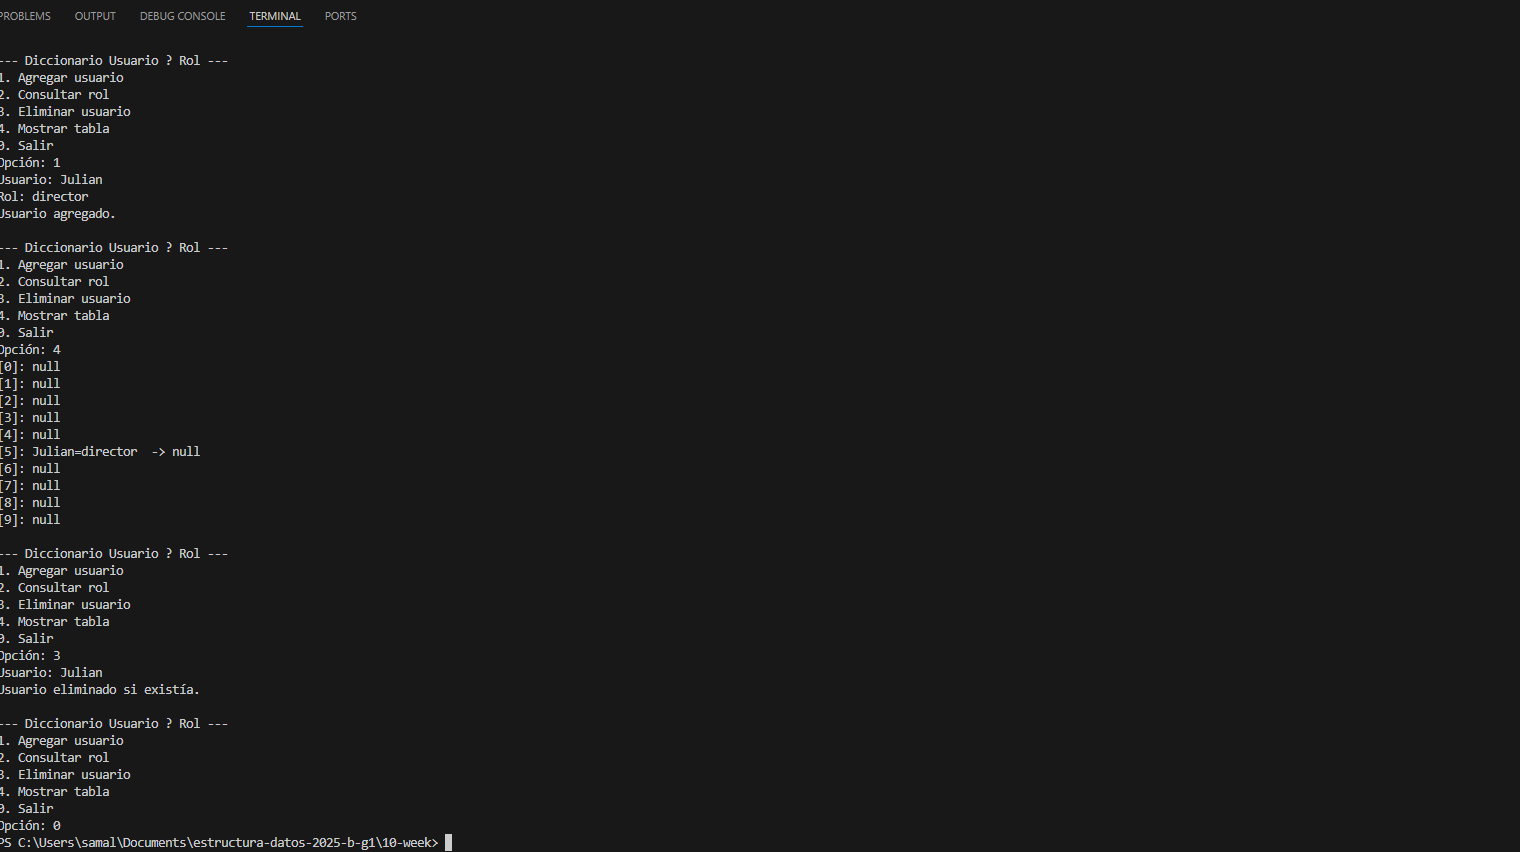 PROBLEMS OUTPUT DEBUG CONSOLE TERMINAL PORTS
--- Diccionario Usuario ? Rol ---
1. Agregar usuario
2. Consultar rol
3. Eliminar usuario
4. Mostrar tabla
0. Salir
Opción: 1
Usuario: Julian
Rol: director
Usuario agregado.
--- Diccionario Usuario ? Rol ---
1. Agregar usuario
2. Consultar rol
3. Eliminar usuario
4. Mostrar tabla
0. Salir
Opción: 4
[0]: null
[1]: null
[2]: null
[3]: null
[4]: null
[5]: Julian=director  -> null
[6]: null
[7]: null
[8]: null
[9]: null
--- Diccionario Usuario ? Rol ---
1. Agregar usuario
2. Consultar rol
3. Eliminar usuario
4. Mostrar tabla
0. Salir
Opción: 3
Usuario: Julian
Usuario eliminado si existía.
--- Diccionario Usuario ? Rol ---
1. Agregar usuario
2. Consultar rol
3. Eliminar usuario
4. Mostrar tabla
0. Salir
Opción: 0
PS C:\Users\samal\Documents\estructura-datos-2025-b-g1\10-week>